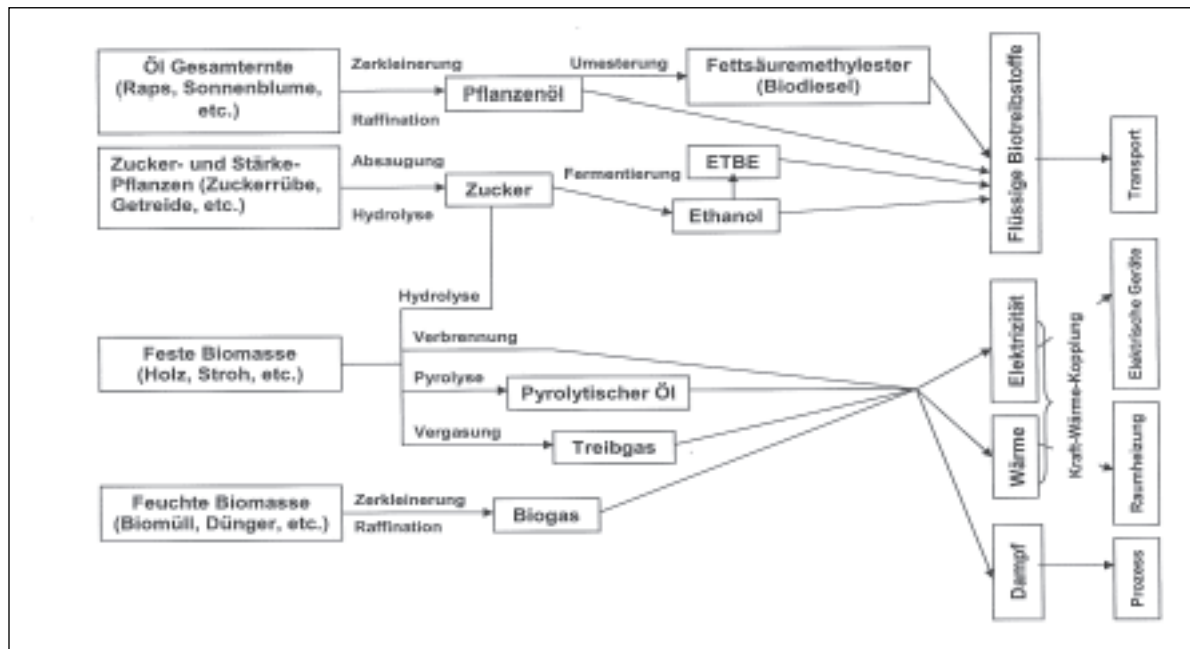 Öl Gesamternte
(Raps, Sonnenblume,
etc.)
Zerkleinerung
Raffination
Pflanzenöl
Umesterung
Fettsäuremethylester
(Biodiesel)
Zucker- und Stärke-
Pflanzen (Zuckerrübe,
Getreide, etc.)
Absaugung
Hydrolyse
Zucker
Fermentierung
ETBE
Ethanol
Flüssige Biotreibstoffe
Transport
Hydrolyse
Feste Biomasse
(Holz, Stroh, etc.)
Verbrennung
Pyrolyse
Pyrolytischer Öl
Vergasung
Treibgas
Feuchte Biomasse
(Biomüll, Dünger, etc.)
Zerkleinerung
Raffination
Biogas
Elektrizität
Wärme
Kraft-Wärme-Kopplung
Elektrische Geräte
Raumheizung
Dampf
Prozess